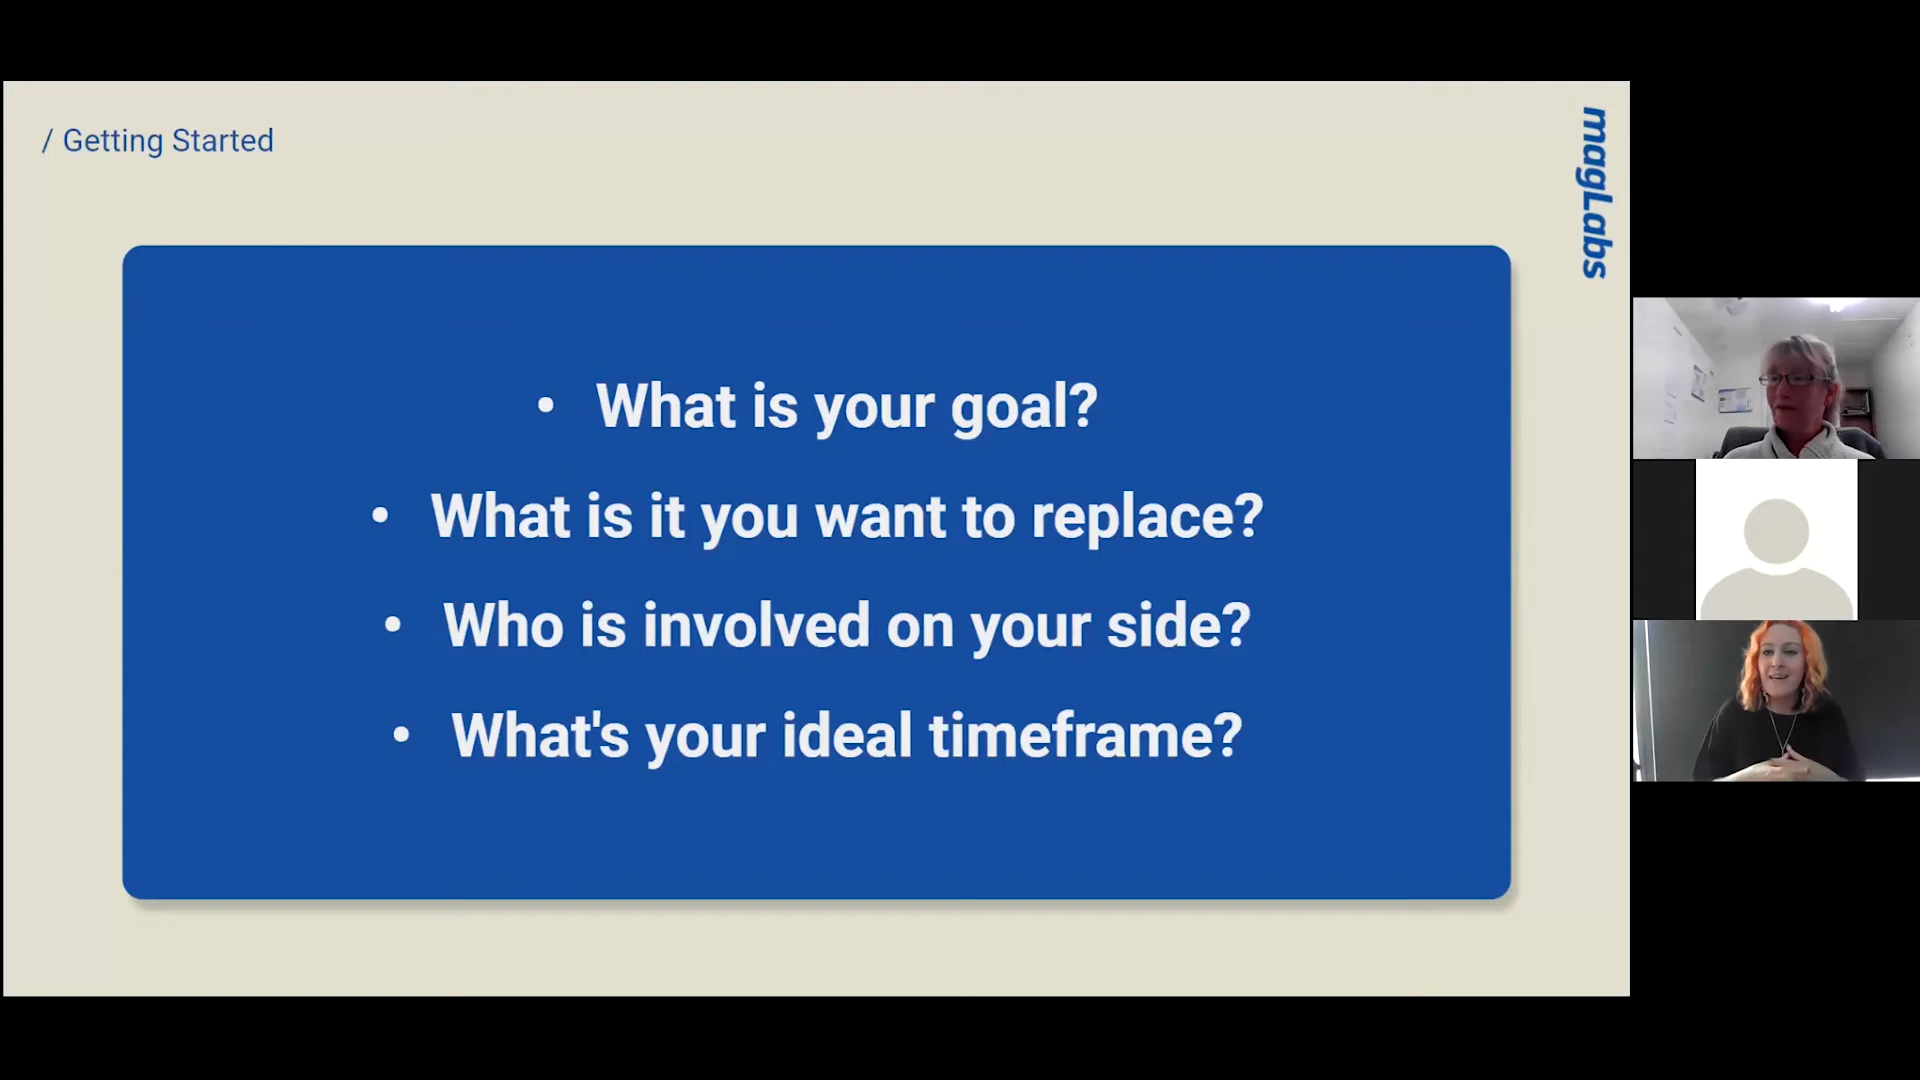 / Getting Started
magLabs
• What is your goal?
• What is it you want to replace?
• Who is involved on your side?
• What's your ideal timeframe?